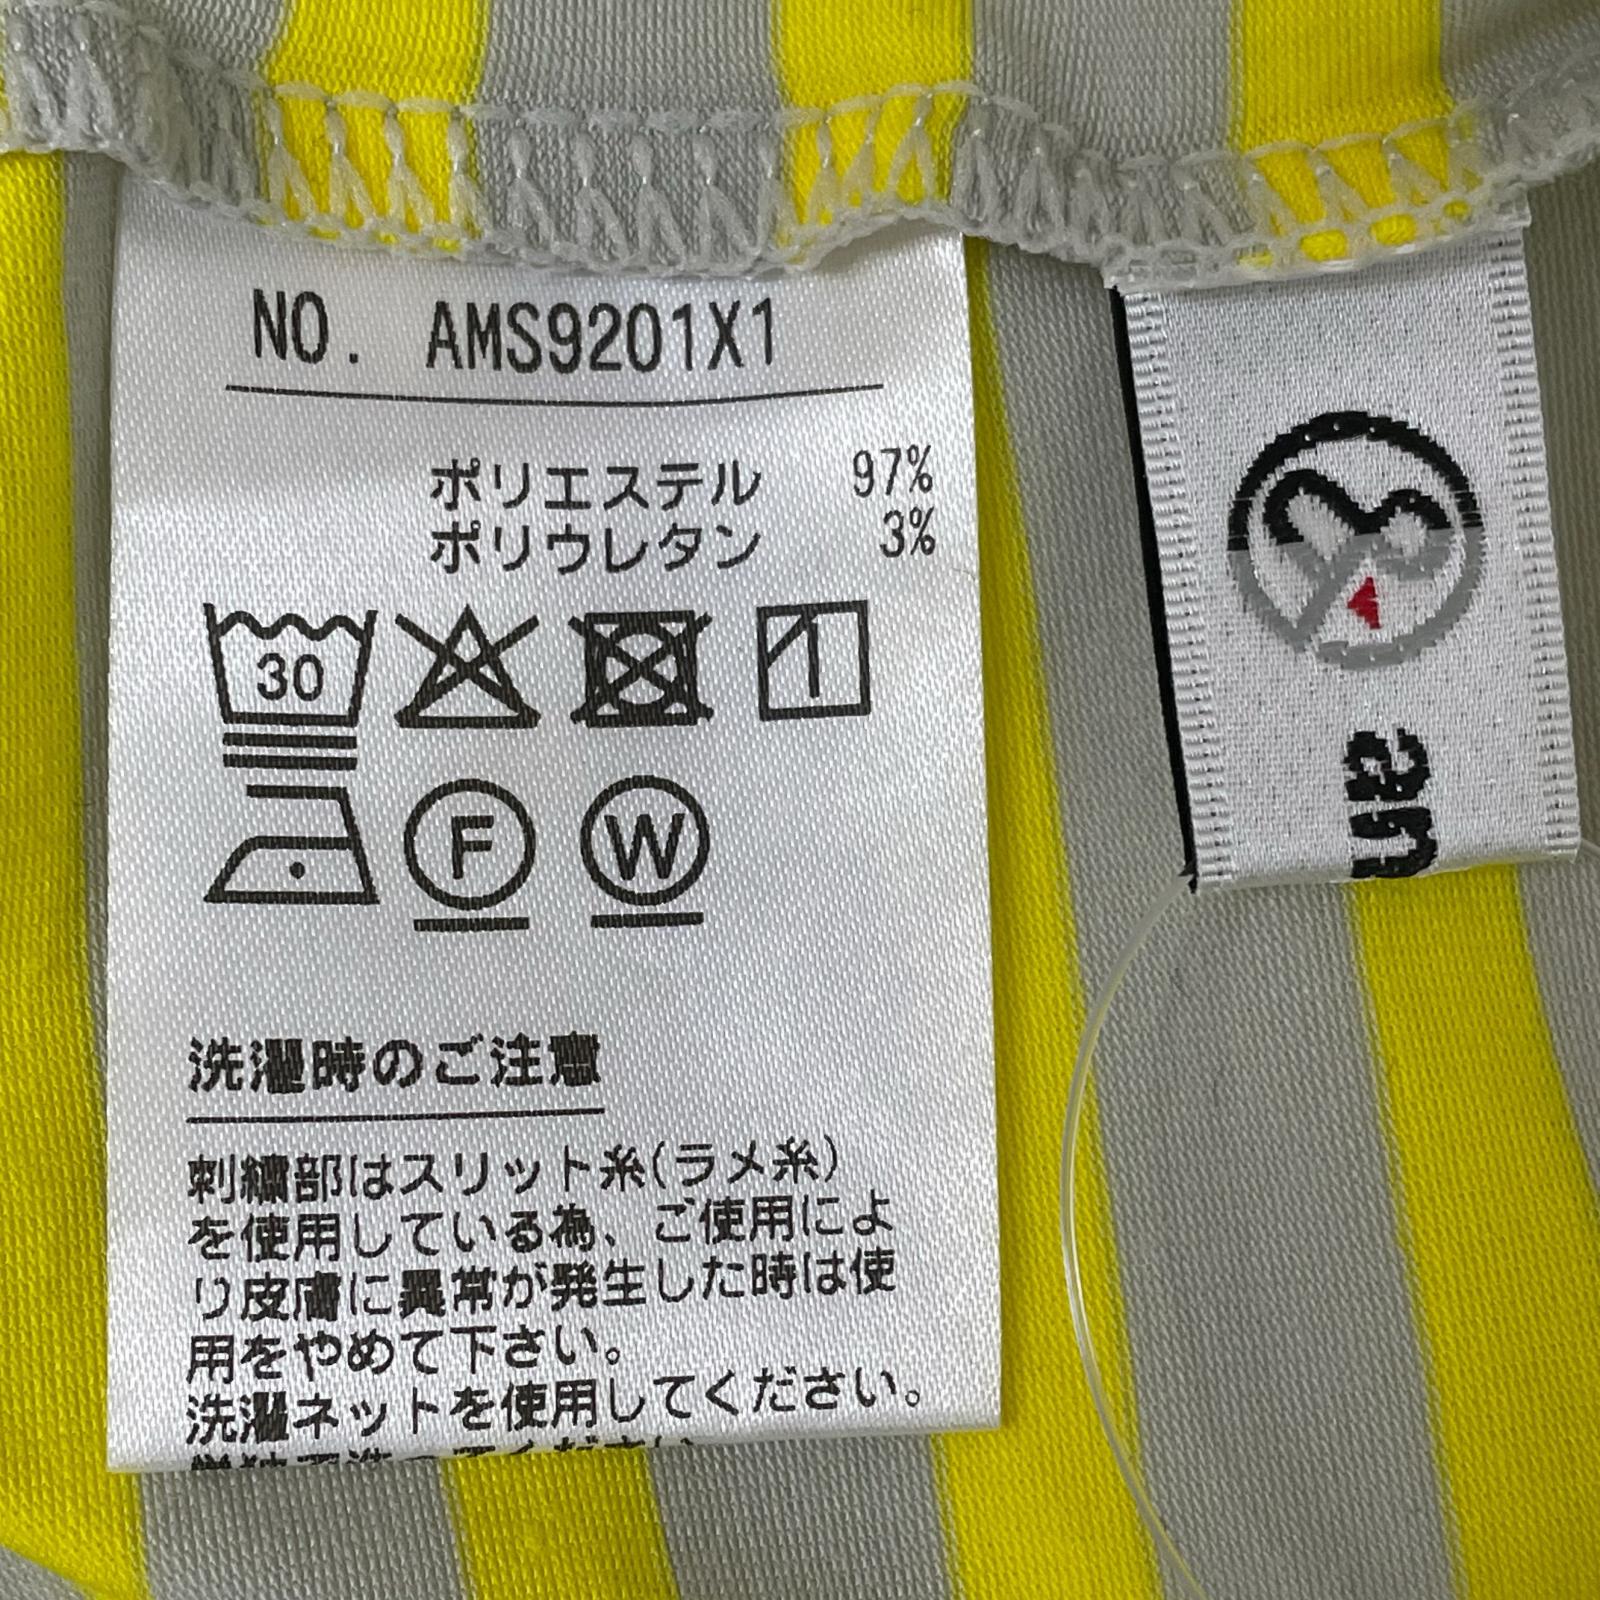 NO. AMS9201X1
ポリエステル 97%
ポリウレタン 3%
30
F W
洗濯時のご注意
刺繍部はスリット糸(ラメ糸)
を使用している為、ご使用によ
り皮膚に異常が発生した時は使
用をやめて下さい。
洗濯ネットを使用してください。